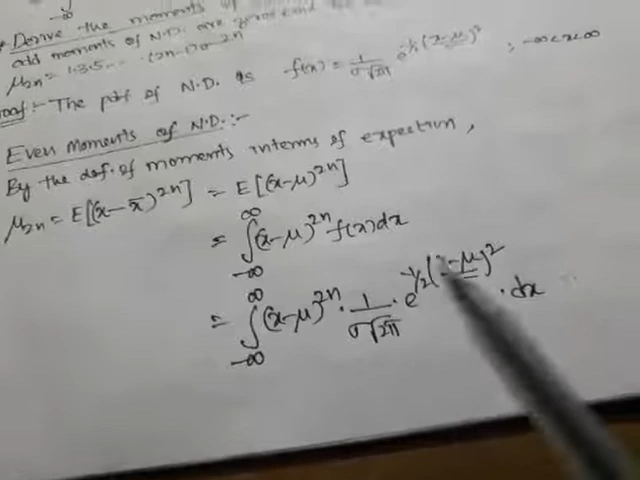 -∞
Derive the moments of
odd moments of N.D. are
μ2n = 1.3.5... (2n-1)σ^2n
Proof:- The pdf of N.D. is f(x) = 1/(σ√2π) e^-1/2(x-μ)^2 , -∞<x<∞
Even Moments of N.D.:-
By the def. of moments interms of expection,
μ2n = E[(x-x̄)^2n] = E[(x-μ)^2n]
= ∫_-∞^∞ (x-μ)^2n f(x)dx
= ∫_-∞^∞ (x-μ)^2n . 1/(σ√2π) . e^-1/2(x-μ)^2 . dx